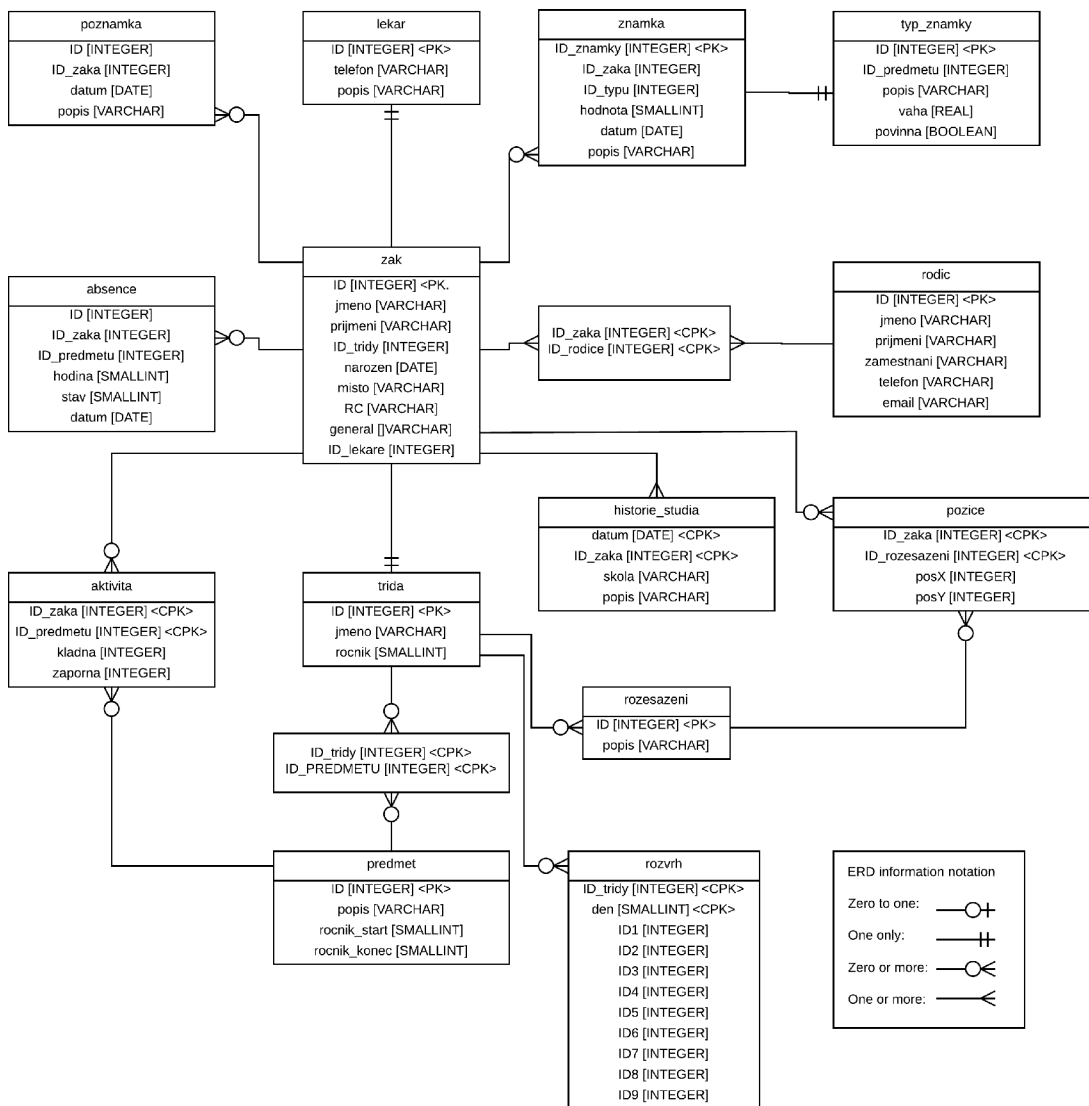 poznamka
ID [INTEGER]
ID_zaka [INTEGER]
datum [DATE]
popis [VARCHAR]
lekar
ID [INTEGER] <PK>
telefon [VARCHAR]
popis [VARCHAR]
znamka
ID_znamky [INTEGER] <PK>
ID_zaka [INTEGER]
ID_typu [INTEGER]
hodnota [SMALLINT]
datum [DATE]
popis [VARCHAR]
typ_znamky
ID [INTEGER] <PK>
ID_predmetu [INTEGER]
popis [VARCHAR]
vaha [REAL]
povinna [BOOLEAN]
absence
ID [INTEGER]
ID_zaka [INTEGER]
ID_predmetu [INTEGER]
hodina [SMALLINT]
stav [SMALLINT]
datum [DATE]
zak
ID [INTEGER] <PK.
jmeno [VARCHAR]
prijmeni [VARCHAR]
ID_tridy [INTEGER]
narozen [DATE]
misto [VARCHAR]
RC [VARCHAR]
general []VARCHAR]
ID_lekare [INTEGER]
ID_zaka [INTEGER] <CPK>
ID_rodice [INTEGER] <CPK>
rodic
ID [INTEGER] <PK>
jmeno [VARCHAR]
prijmeni [VARCHAR]
zamestnani [VARCHAR]
telefon [VARCHAR]
email [VARCHAR]
historie_studia
datum [DATE] <CPK>
ID_zaka [INTEGER] <CPK>
skola [VARCHAR]
popis [VARCHAR]
pozice
ID_zaka [INTEGER] <CPK>
ID_rozesazeni [INTEGER] <CPK>
posX [INTEGER]
posY [INTEGER]
aktivita
ID_zaka [INTEGER] <CPK>
ID_predmetu [INTEGER] <CPK>
kladna [INTEGER]
zaporna [INTEGER]
trida
ID [INTEGER] <PK>
jmeno [VARCHAR]
rocnik [SMALLINT]
rozesazeni
ID [INTEGER] <PK>
popis [VARCHAR]
ID_tridy [INTEGER] <CPK>
ID_PREDMETU [INTEGER] <CPK>
predmet
ID [INTEGER] <PK>
popis [VARCHAR]
rocnik_start [SMALLINT]
rocnik_konec [SMALLINT]
rozvrh
ID_tridy [INTEGER] <CPK>
den [SMALLINT] <CPK>
ID1 [INTEGER]
ID2 [INTEGER]
ID3 [INTEGER]
ID4 [INTEGER]
ID5 [INTEGER]
ID6 [INTEGER]
ID7 [INTEGER]
ID8 [INTEGER]
ID9 [INTEGER]
ERD information notation
Zero to one:
One only:
Zero or more:
One or more: